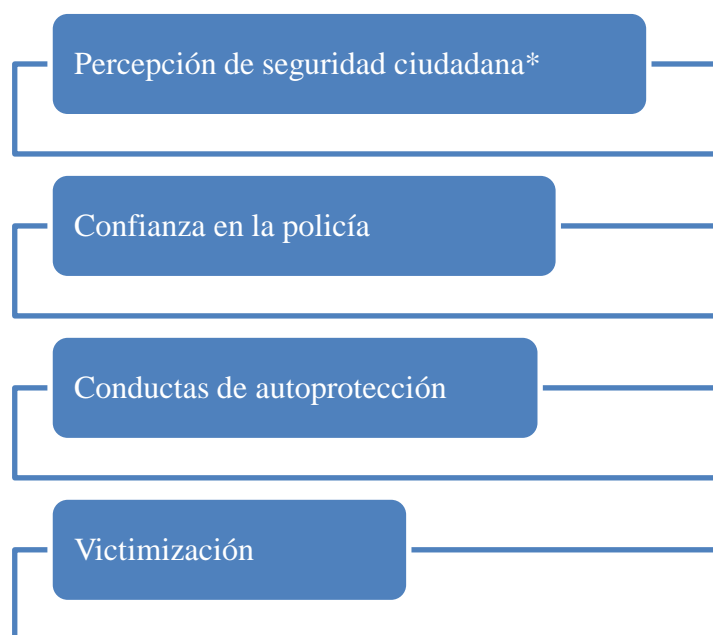 Percepción de seguridad ciudadana*
Confianza en la policía
Conductas de autoprotección
Victimización